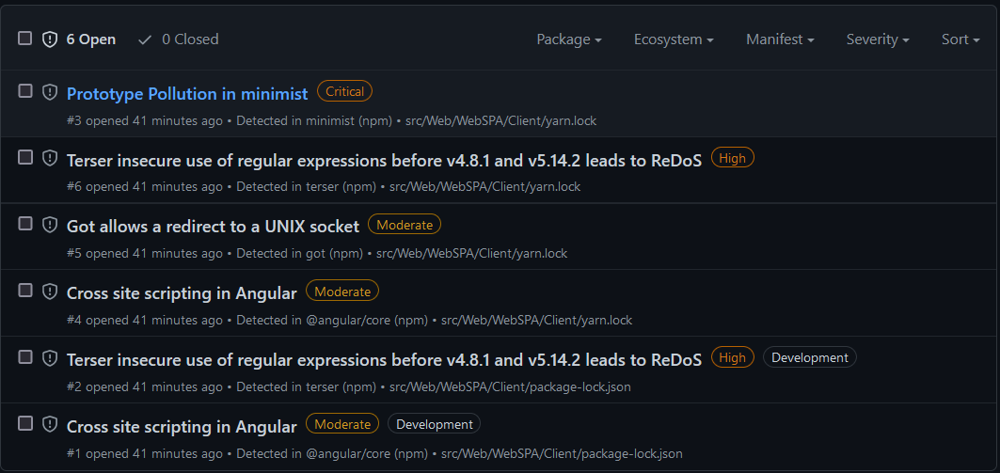 6 Open 0 Closed Package Ecosystem Manifest Severity Sort
Prototype Pollution in minimist Critical
#3 opened 41 minutes ago • Detected in minimist (npm) • src/Web/WebSPA/Client/yarn.lock
Terser insecure use of regular expressions before v4.8.1 and v5.14.2 leads to ReDoS High
#6 opened 41 minutes ago • Detected in terser (npm) • src/Web/WebSPA/Client/yarn.lock
Got allows a redirect to a UNIX socket Moderate
#5 opened 41 minutes ago • Detected in got (npm) • src/Web/WebSPA/Client/yarn.lock
Cross site scripting in Angular Moderate
#4 opened 41 minutes ago • Detected in @angular/core (npm) • src/Web/WebSPA/Client/yarn.lock
Terser insecure use of regular expressions before v4.8.1 and v5.14.2 leads to ReDoS High Development
#2 opened 41 minutes ago • Detected in terser (npm) • src/Web/WebSPA/Client/package-lock.json
Cross site scripting in Angular Moderate Development
#1 opened 41 minutes ago • Detected in @angular/core (npm) • src/Web/WebSPA/Client/package-lock.json